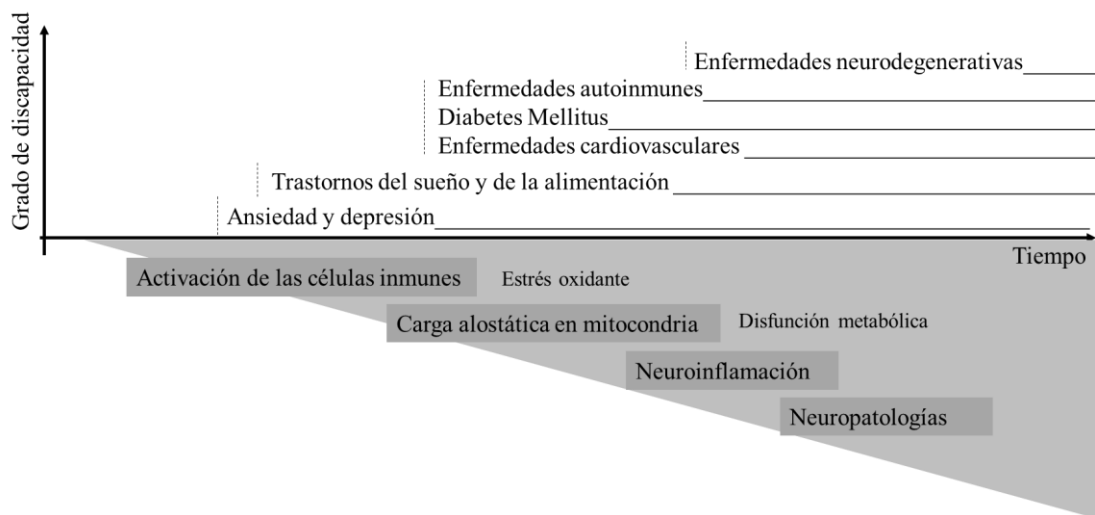 Grado de discapacidad
Enfermedades neurodegenerativas
Enfermedades autoinmunes
Diabetes Mellitus
Enfermedades cardiovasculares
Trastornos del sueño y de la alimentación
Ansiedad y depresión
Tiempo
Activación de las células inmunes
Estrés oxidante
Carga alostática en mitocondria
Disfunción metabólica
Neuroinflamación
Neuropatologías